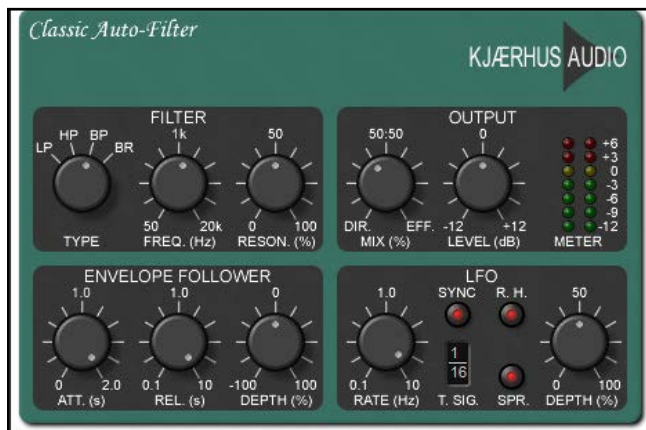 Classic Auto-Filter
KJÆRHUS AUDIO
FILTER
LP HP BP BR
1k
50
50 20k
0 100
TYPE
FREQ. (Hz)
RESON. (%)
OUTPUT
50:50
0
DIR. EFF.
-12 +12
MIX (%)
LEVEL (dB)
+6
+3
0
-3
-6
-9
-12
METER
ENVELOPE FOLLOWER
1.0
1.0
0
0 2.0
0.1 10
-100 100
ATT. (s)
REL. (s)
DEPTH (%)
LFO
1.0
SYNC
R. H.
50
1
16
0.1 10
0 100
RATE (Hz)
T. SIG.
SPR.
DEPTH (%)